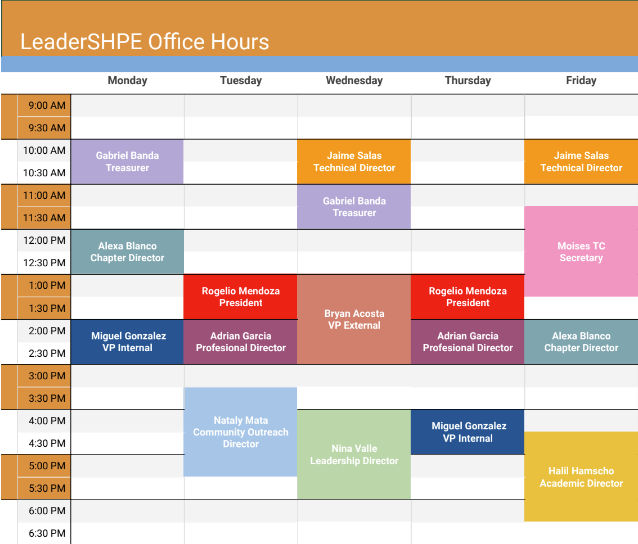 LeaderSHPE Office Hours
Monday Tuesday Wednesday Thursday Friday
9:00 AM
9:30 AM
10:00 AM
10:30 AM
11:00 AM
11:30 AM
12:00 PM
12:30 PM
1:00 PM
1:30 PM
2:00 PM
2:30 PM
3:00 PM
3:30 PM
4:00 PM
4:30 PM
5:00 PM
5:30 PM
6:00 PM
6:30 PM
Gabriel Banda
Treasurer
Alexa Blanco
Chapter Director
Miguel Gonzalez
VP Internal
Rogelio Mendoza
President
Adrian Garcia
Profesional Director
Nataly Mata
Community Outreach
Director
Jaime Salas
Technical Director
Gabriel Banda
Treasurer
Bryan Acosta
VP External
Nina Valle
Leadership Director
Rogelio Mendoza
President
Adrian Garcia
Profesional Director
Miguel Gonzalez
VP Internal
Jaime Salas
Technical Director
Moises TC
Secretary
Alexa Blanco
Chapter Director
Halil Hamscho
Academic Director